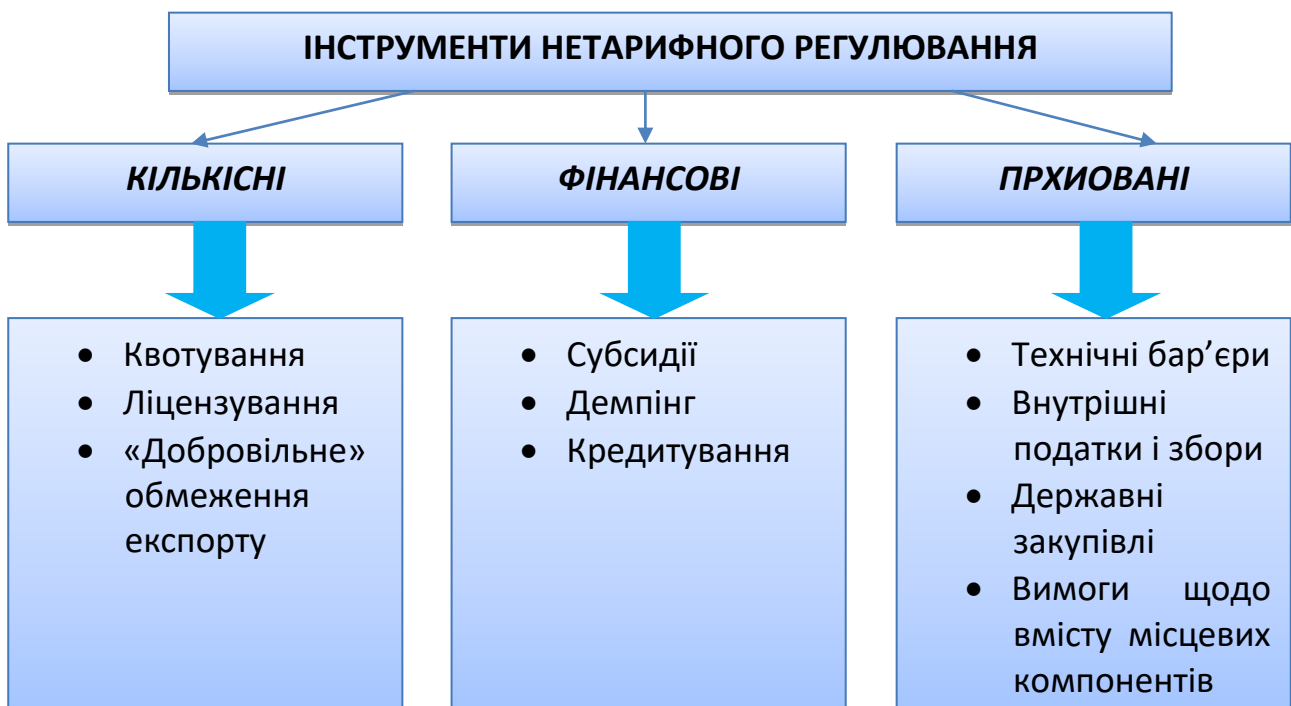 ІНСТРУМЕНТИ НЕТАРИФНОГО РЕГУЛЮВАННЯ
КІЛЬКІСНІ
ФІНАНСОВІ
ПРХИОВАНІ
• Квотування
• Ліцензування
• «Добровільне»
обмеження
експорту
• Субсидії
• Демпінг
• Кредитування
• Технічні бар’єри
• Внутрішні
податки і збори
• Державні
закупівлі
• Вимоги щодо
вмісту місцевих
компонентів